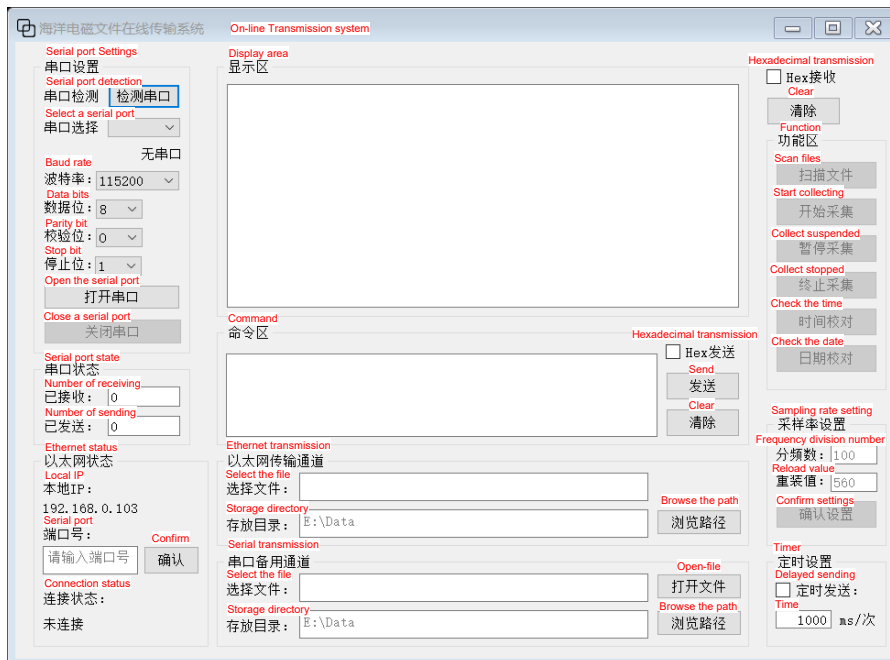 海洋电磁文件在线传输系统 On-line Transmission system
Serial port Settings
串口设置
Serial port detection
串口检测 检测串口
Select a serial port
串口选择
无串口
Baud rate
波特率: 115200
Data bits
数据位: 8
Parity bit
校验位: 0
Stop bit
停止位: 1
Open the serial port
打开串口
Close a serial port
关闭串口
Serial port state
串口状态
Number of receiving
已接收: 0
Number of sending
已发送: 0
Ethernet status
以太网状态
Local IP
本地IP:
192.168.0.103
Serial port
端口号:
Confirm
请输入端口号 确认
Connection status
连接状态:
未连接
Display area
显示区
Command
命令区
Hexadecimal transmission
Hex发送
Send
发送
Clear
清除
Ethernet transmission
以太网传输通道
Select the file
选择文件:
Storage directory
存放目录: E:\Data
Browse the path
浏览路径
Serial transmission
串口备用通道
Select the file
选择文件:
Open-file
打开文件
Storage directory
存放目录: E:\Data
Browse the path
浏览路径
Hexadecimal transmission
Hex接收
Clear
清除
Function
功能区
Scan files
扫描文件
Start collecting
开始采集
Collect suspended
暂停采集
Collect stopped
终止采集
Check the time
时间校对
Check the date
日期校对
Sampling rate setting
采样率设置
Frequency division number
分频数: 100
Reload value
重装值: 560
Confirm settings
确认设置
Timer
定时设置
Delayed sending
定时发送:
Time
1000 ms/次